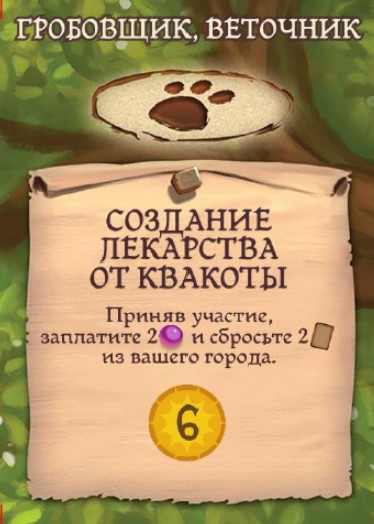 ГРОБОВЩИК, ВЕТОЧНИК
СОЗДАНИЕ
ЛЕКАРСТВА
ОТ КВАКОТЫ
Приняв участие,
заплатите 2 и сбросьте 2
из вашего города.
6